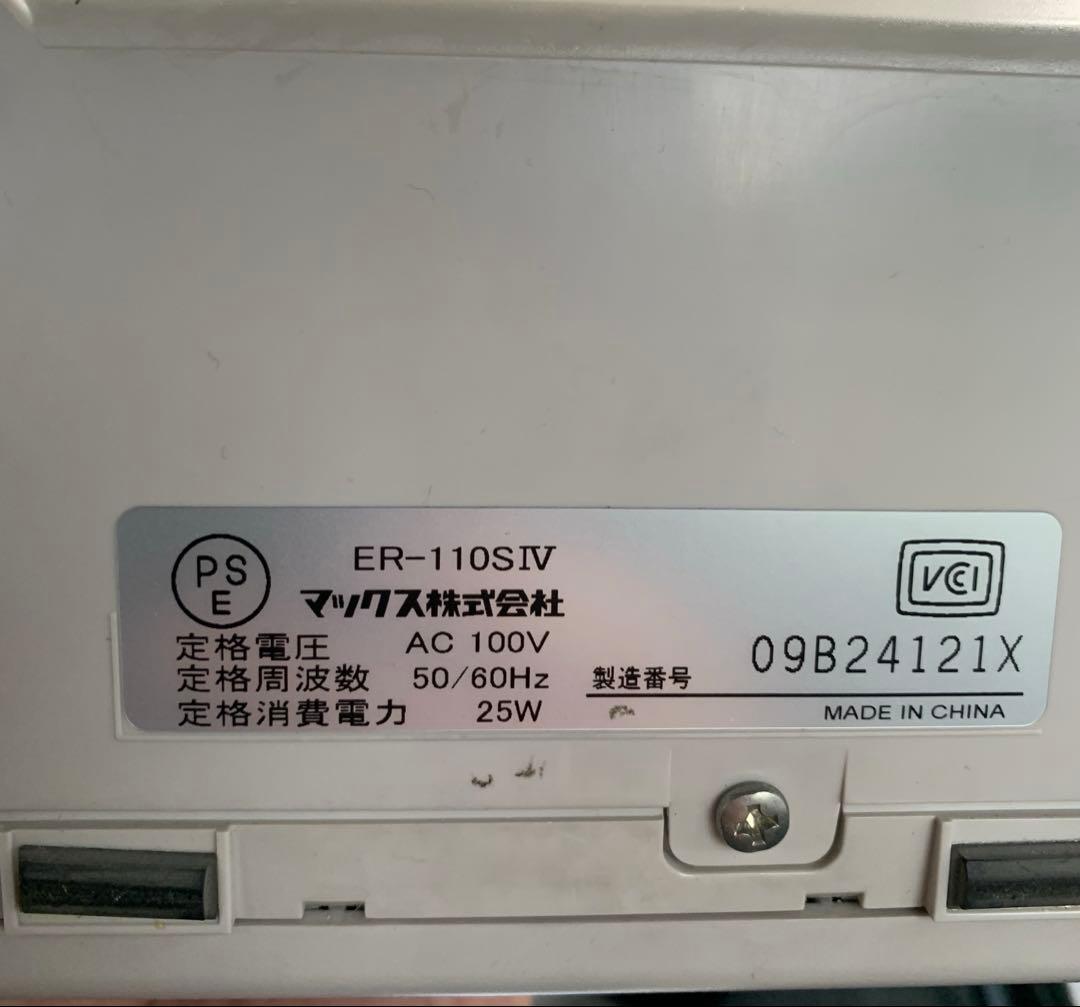 PS
E
ER-110SⅣ
マックス株式会社
定格電圧 AC 100V
定格周波数 50/60Hz
定格消費電力 25W
VCCI
製造番号 09B24121X
MADE IN CHINA